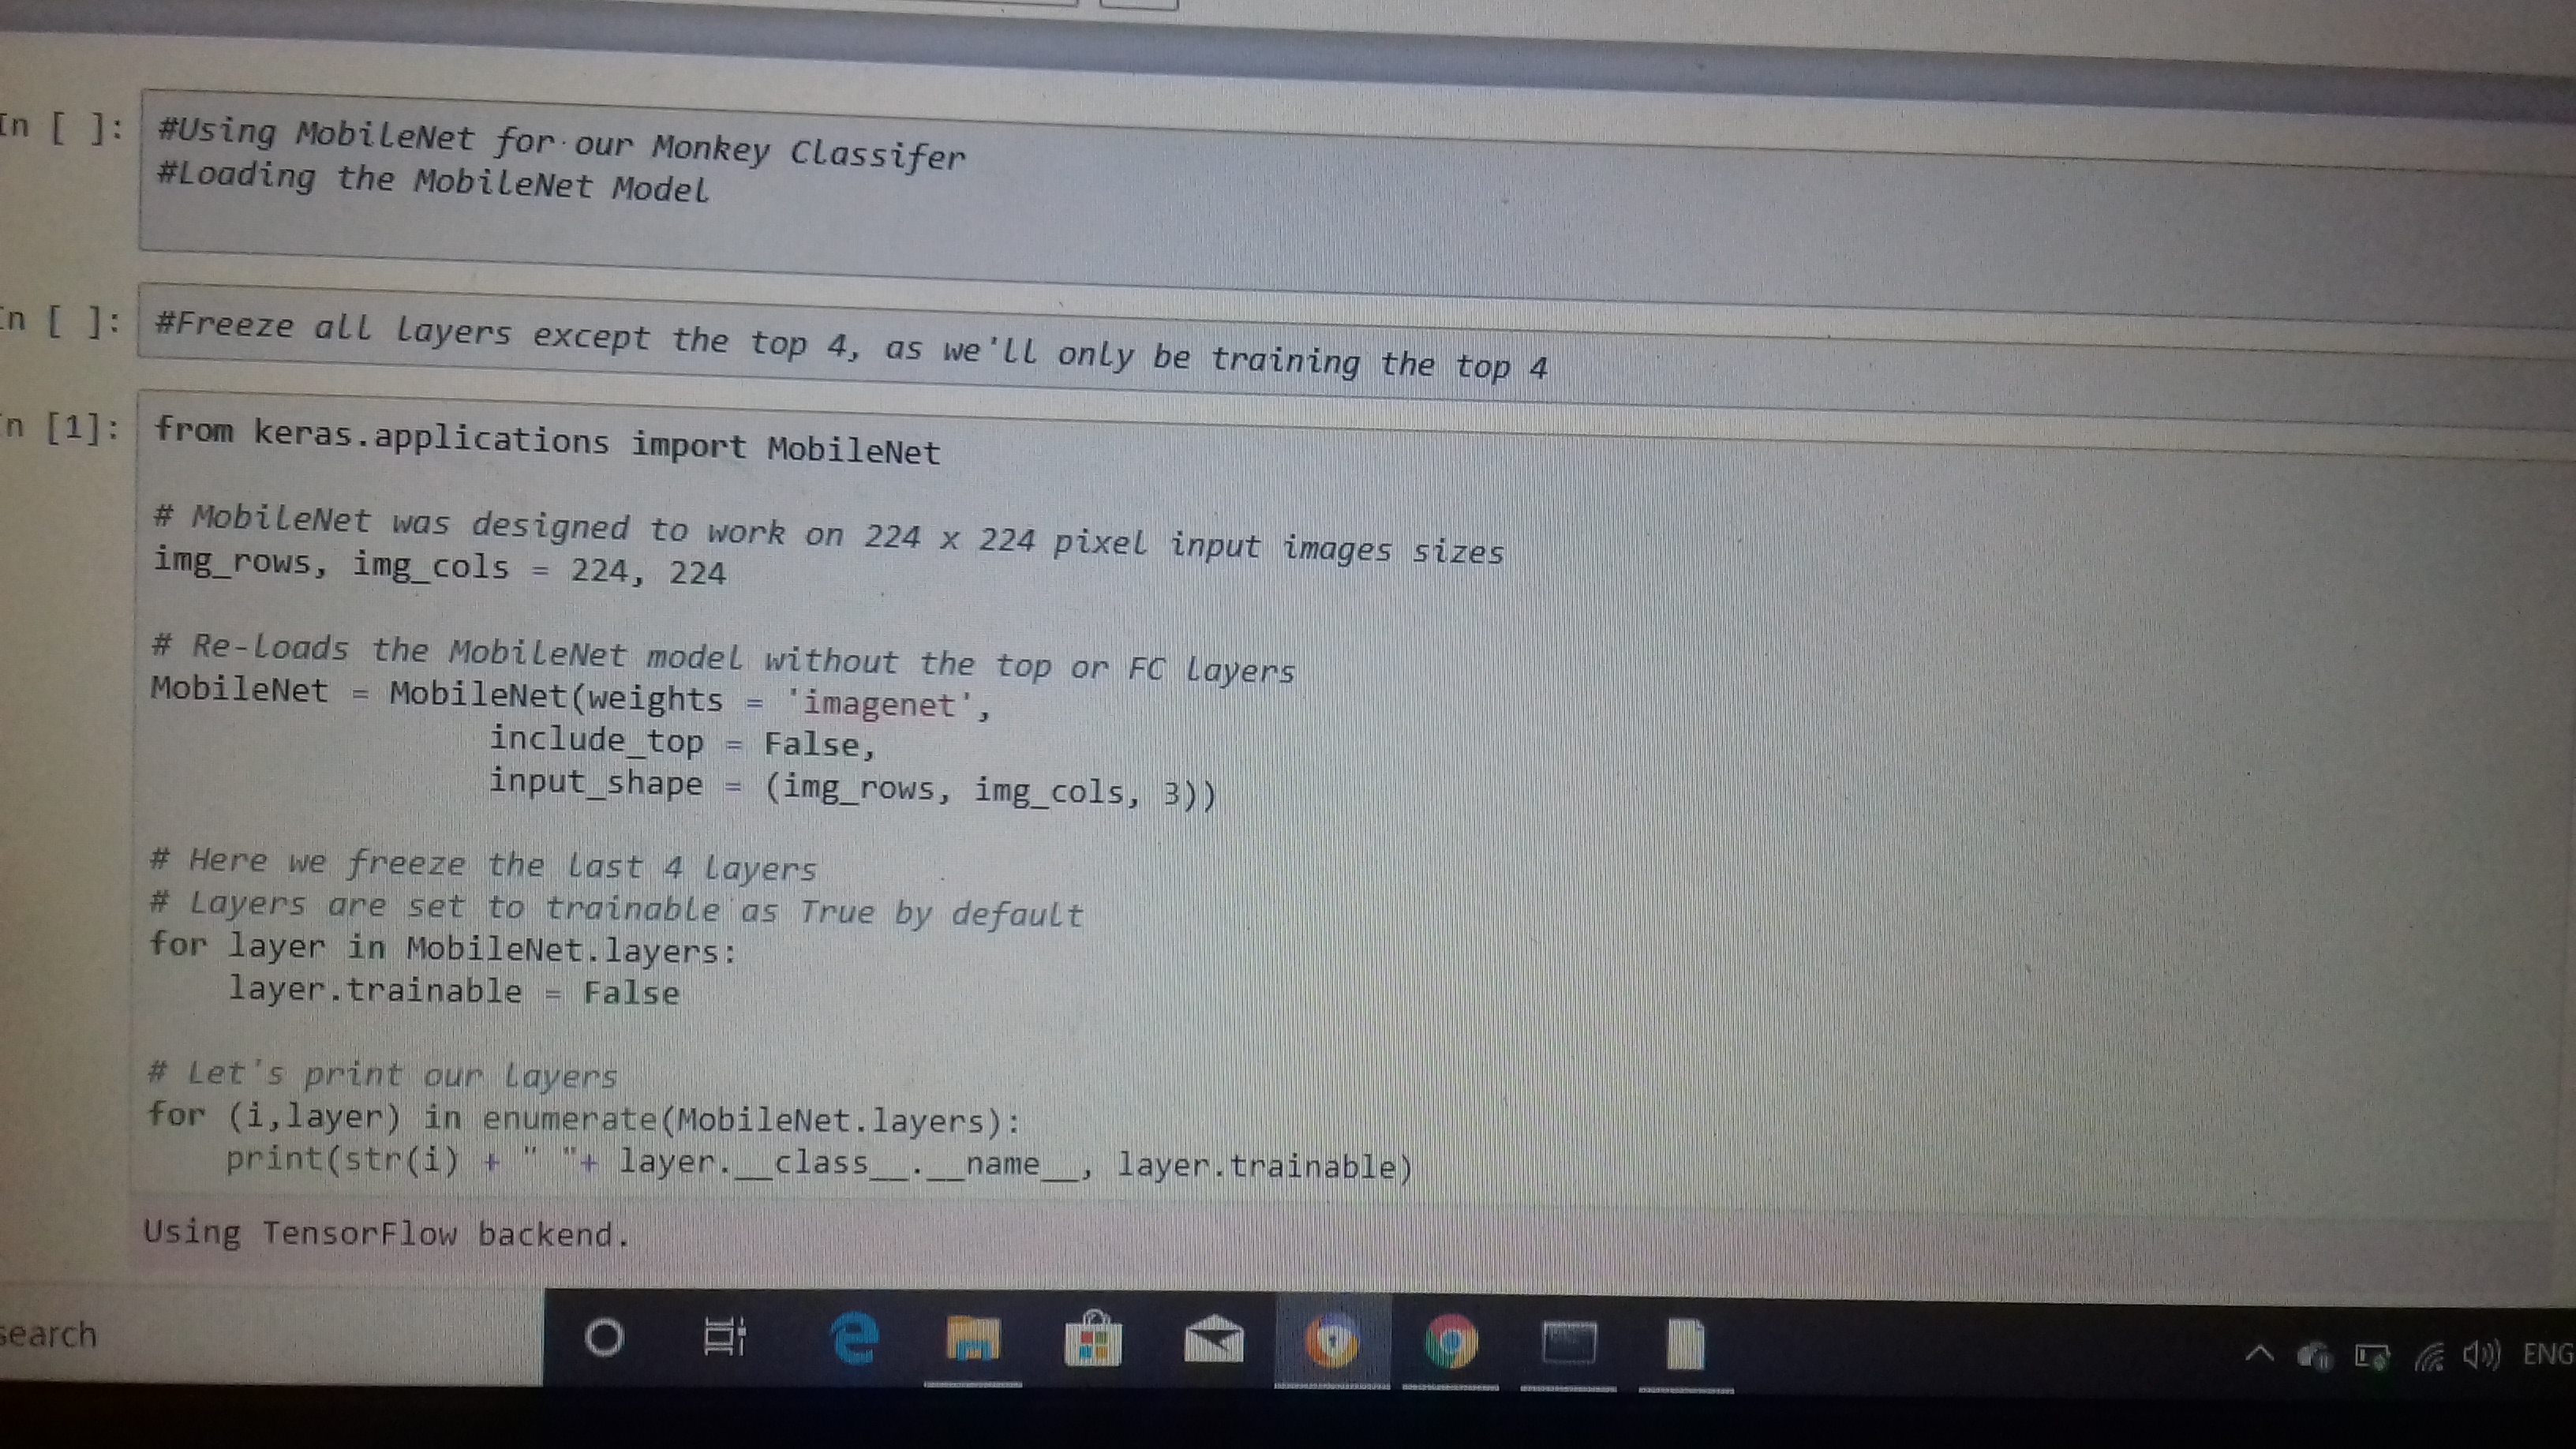 In [ ]:
#Using MobileNet for our Monkey Classifer
#Loading the MobileNet Model
In [ ]:
#Freeze all layers except the top 4, as we'll only be training the top 4
In [1]:
from keras.applications import MobileNet
# MobileNet was designed to work on 224 x 224 pixel input images sizes
img_rows, img_cols = 224, 224
# Re-loads the MobileNet model without the top or FC layers
MobileNet = MobileNet(weights = 'imagenet',
include_top = False,
input_shape = (img_rows, img_cols, 3))
# Here we freeze the last 4 layers
# Layers are set to trainable as True by default
for layer in MobileNet.layers:
layer.trainable = False
# Let's print our layers
for (i,layer) in enumerate(MobileNet.layers):
print(str(i) + " "+ layer.__class__.__name__, layer.trainable)
Using TensorFlow backend.
search
ENG